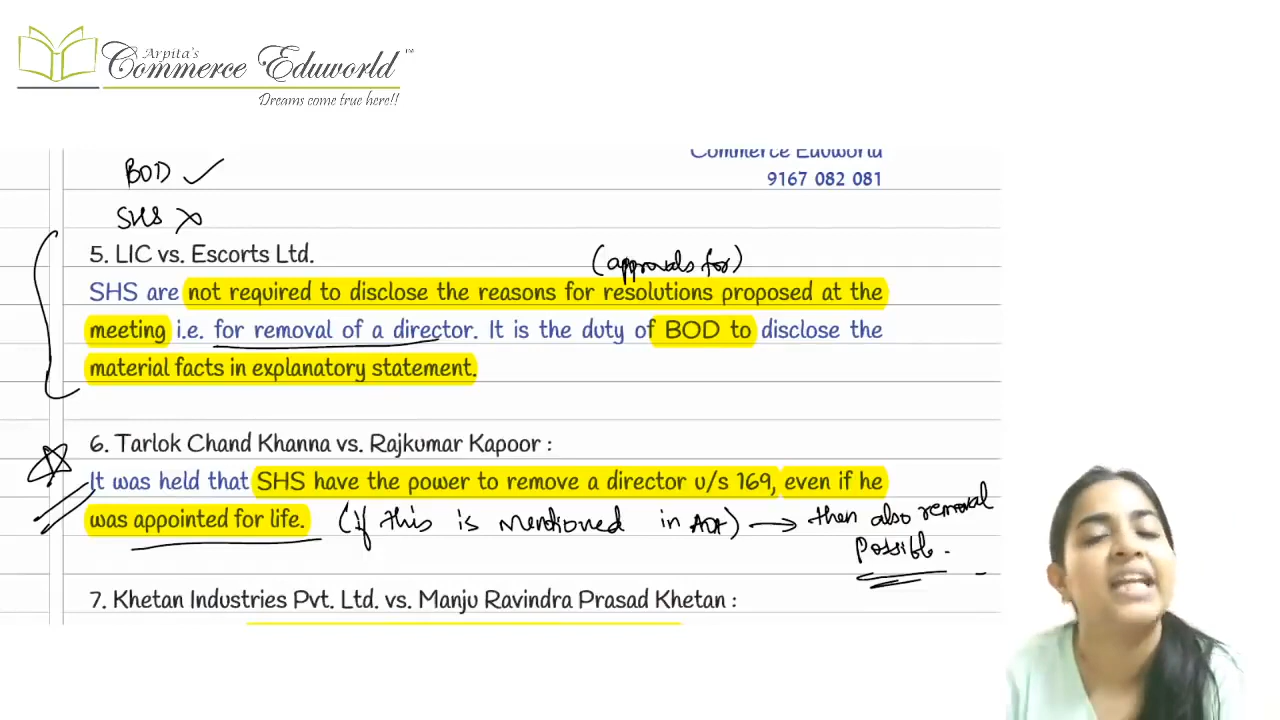 Arpita's
Commerce Eduworld™
Dreams come true here!!
Commerce Eduworld
BOD ✓
9167 082 081
SHS ×
5. LIC vs. Escorts Ltd.
(approvals for)
SHS are not required to disclose the reasons for resolutions proposed at the
meeting i.e. for removal of a director. It is the duty of BOD to disclose the
material facts in explanatory statement.
6. Tarlok Chand Khanna vs. Rajkumar Kapoor :
It was held that SHS have the power to remove a director u/s 169, even if he
was appointed for life. (if this is mentioned in AOA) → then also removal
possible.
7. Khetan Industries Pvt. Ltd. vs. Manju Ravindra Prasad Khetan :